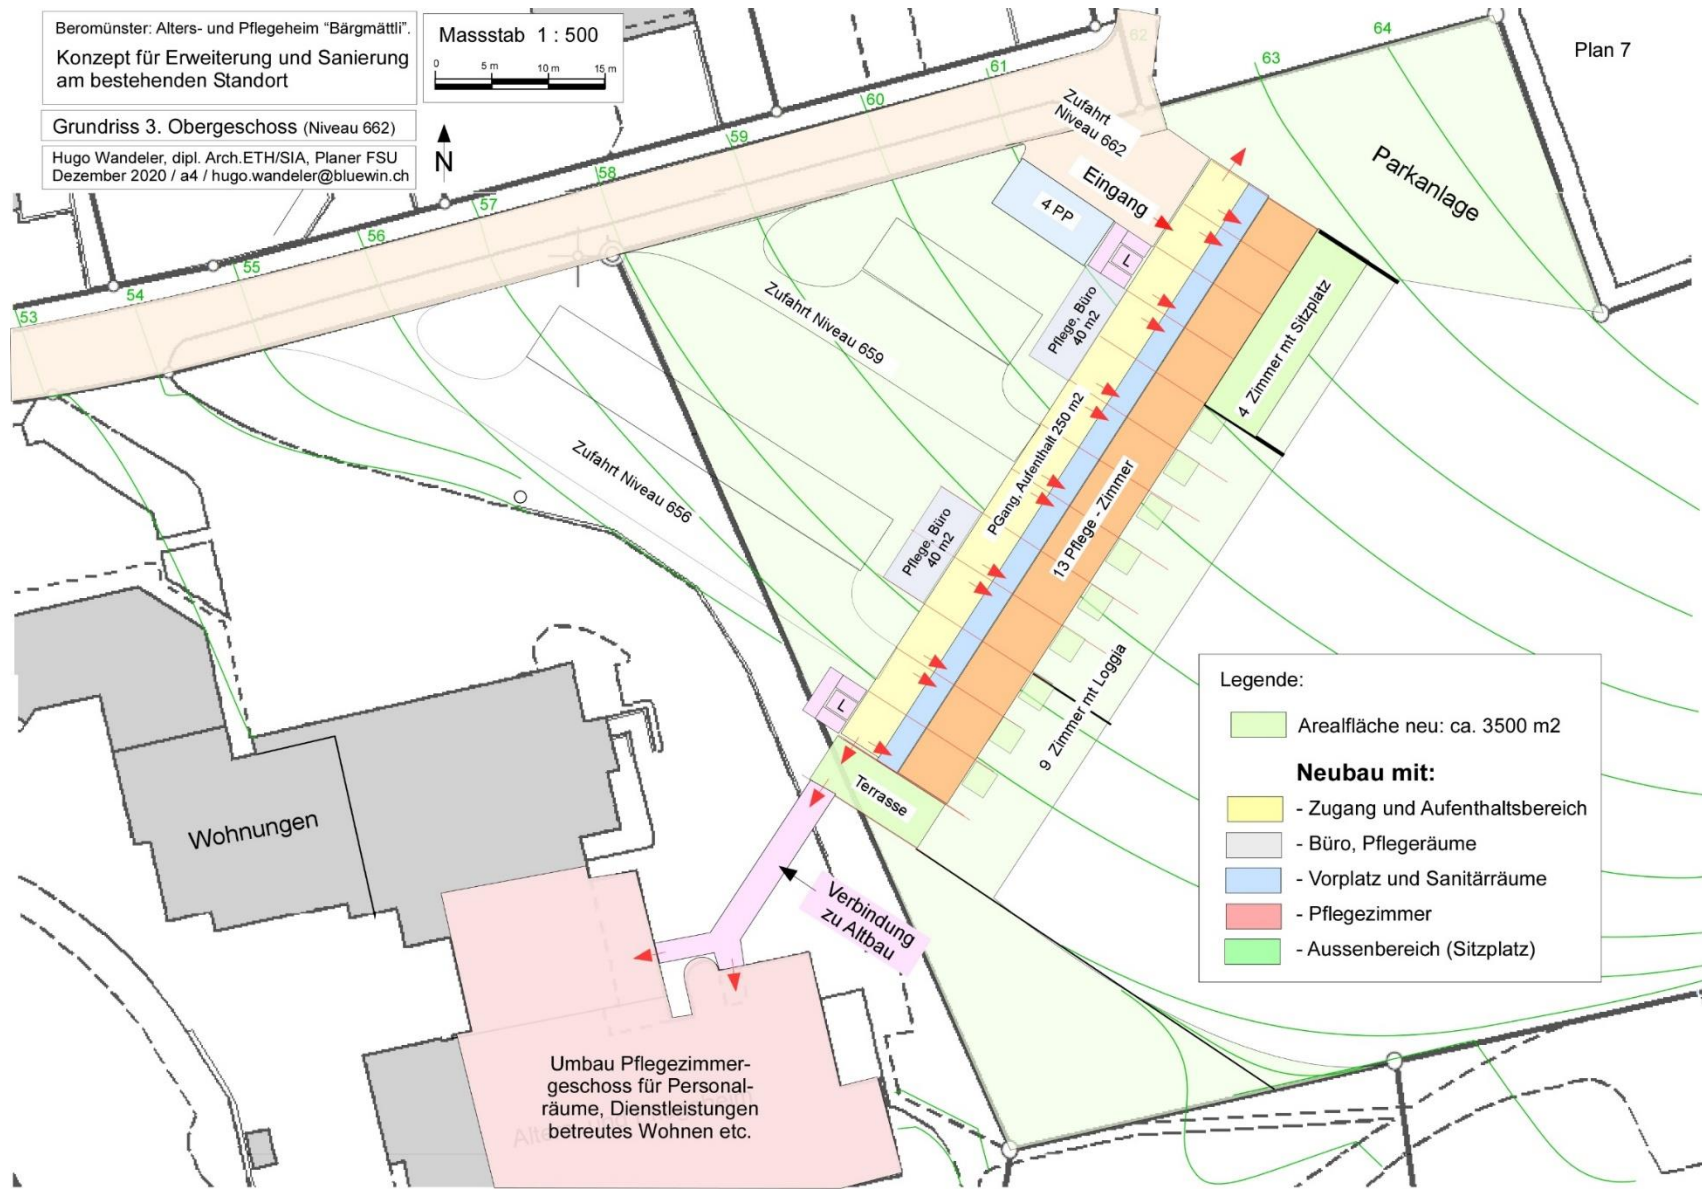 Beromünster: Alters- und Pflegeheim "Bärgmättli".
Konzept für Erweiterung und Sanierung
am bestehenden Standort
Grundriss 3. Obergeschoss (Niveau 662)
Hugo Wandeler, dipl. Arch.ETH/SIA, Planer FSU
Dezember 2020 / a4 / hugo.wandeler@bluewin.ch
Massstab 1 : 500
0 5 m 10 m 15 m
N
Plan 7
53
54
55
56
57
58
59
60
61
62
63
64
Zufahrt
Niveau 662
Eingang
4 PP
L
Parkanlage
Pflege, Büro
40 m2
Zufahrt Niveau 659
4 Zimmer mt Sitzplatz
PGang, Aufenthalt 250 m2
Zufahrt Niveau 656
Pflege, Büro
40 m2
13 Pflege - Zimmer
9 Zimmer mt Loggia
L
Terrasse
Wohnungen
Verbindung
zu Altbau
Umbau Pflegezimmer-
geschoss für Personal-
räume, Dienstleistungen
betreutes Wohnen etc.
Legende:
Arealfläche neu: ca. 3500 m2
Neubau mit:
- Zugang und Aufenthaltsbereich
- Büro, Pflegeräume
- Vorplatz und Sanitärräume
- Pflegezimmer
- Aussenbereich (Sitzplatz)